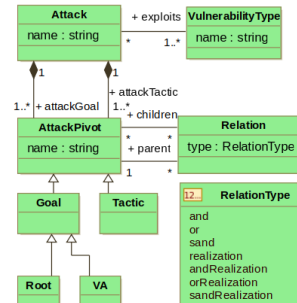 Attack
+ exploits
VulnerabilityType
name : string
*
1..*
name : string
1
1
+ attackTactic
1..*
+ attackGoal
1..*
+ children
AttackPivot
name : string
*
*
+ parent
1
*
Relation
type : RelationType
Goal
Tactic
12...
RelationType
and
or
sand
realization
andRealization
orRealization
sandRealization
Root
VA